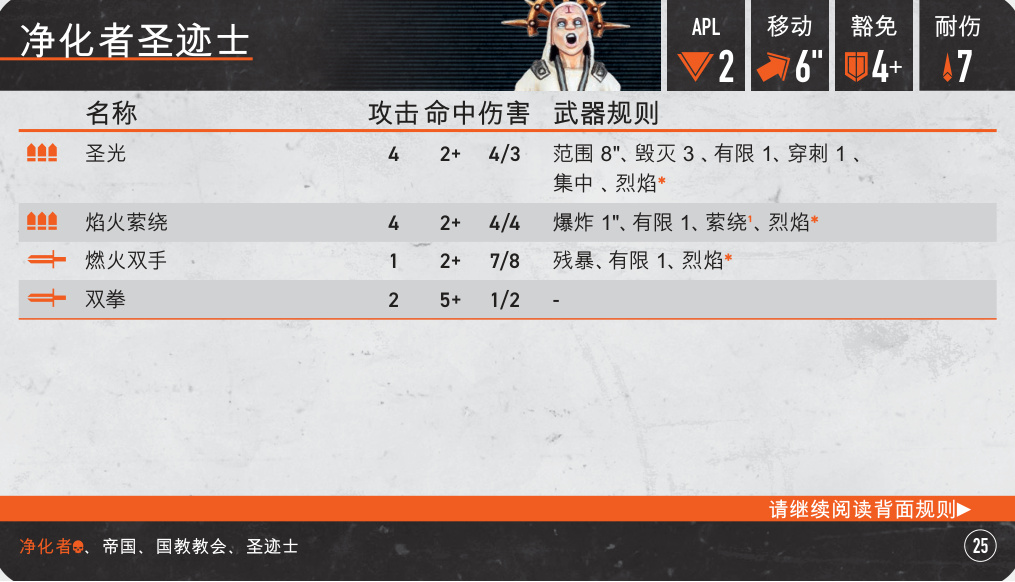 净化者圣迹士
APL 移动 豁免 耐伤
2 6" 4+ 7
名称 攻击 命中 伤害 武器规则
圣光 4 2+ 4/3 范围 8"、毁灭 3 、有限 1、穿刺 1 、
集中 、烈焰*
焰火萦绕 4 2+ 4/4 爆炸 1"、有限 1、萦绕¹、烈焰*
燃火双手 1 2+ 7/8 残暴、有限 1、烈焰*
双拳 2 5+ 1/2 -
请继续阅读背面规则▶
净化者、帝国、国教教会、圣迹士 25